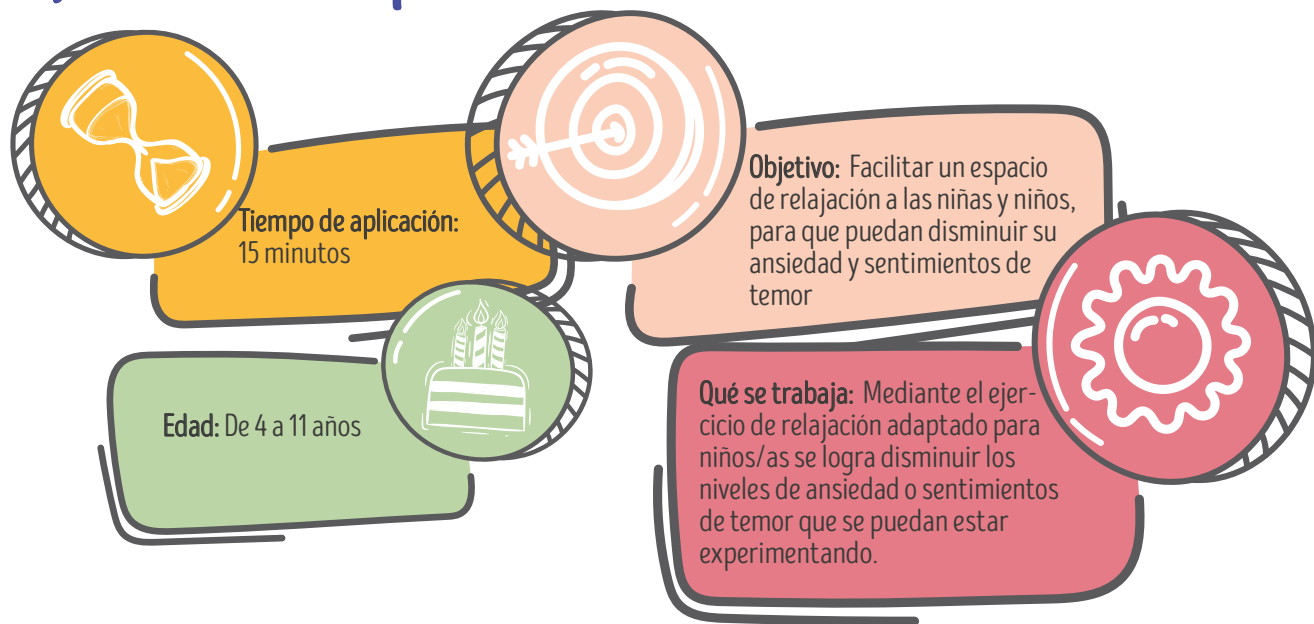 Tiempo de aplicación:
15 minutos
Objetivo: Facilitar un espacio
de relajación a las niñas y niños,
para que puedan disminuir su
ansiedad y sentimientos de
temor
Edad: De 4 a 11 años
Qué se trabaja: Mediante el ejer-
cicio de relajación adaptado para
niños/as se logra disminuir los
niveles de ansiedad o sentimientos
de temor que se puedan estar
experimentando.